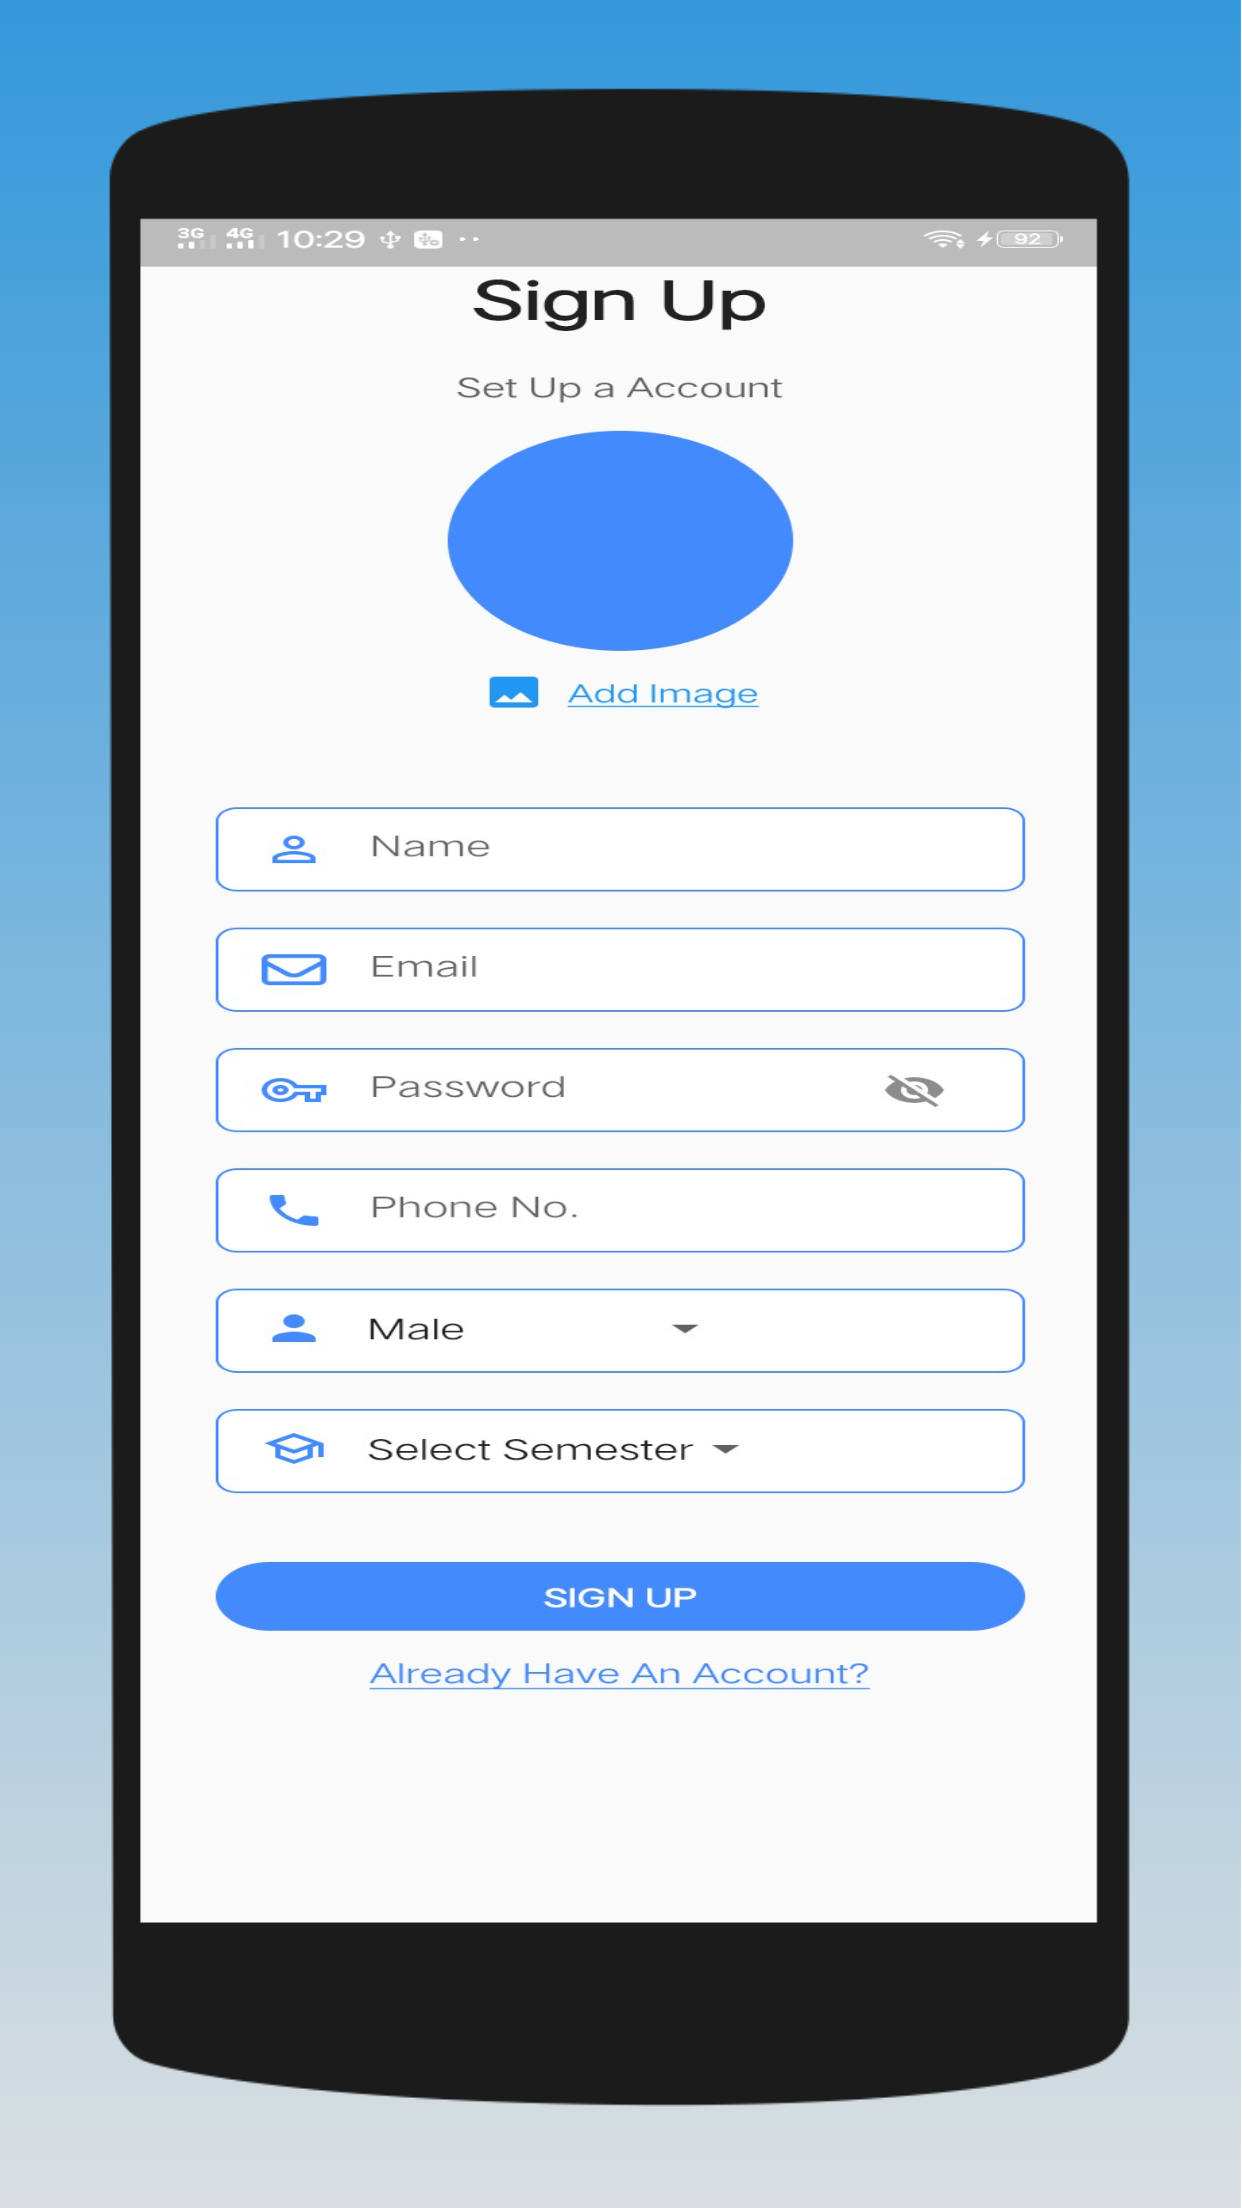 3G 4G 10:29 92
Sign Up
Set Up a Account
Add Image
Name
Email
Password
Phone No.
Male
Select Semester
SIGN UP
Already Have An Account?